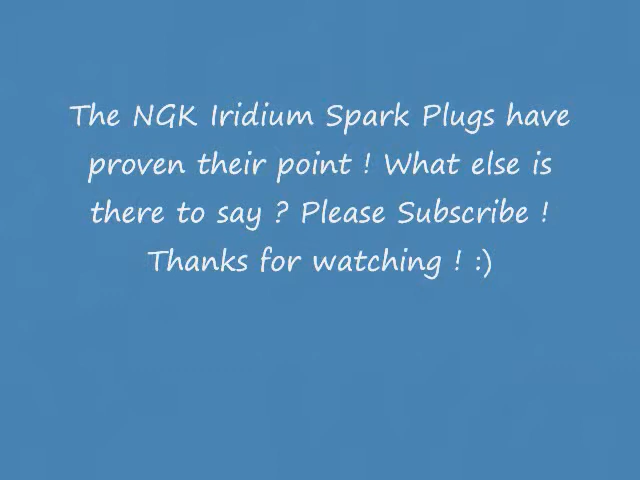 The NGK Iridium Spark Plugs have
proven their point ! What else is
there to say ? Please Subscribe !
Thanks for watching ! :)